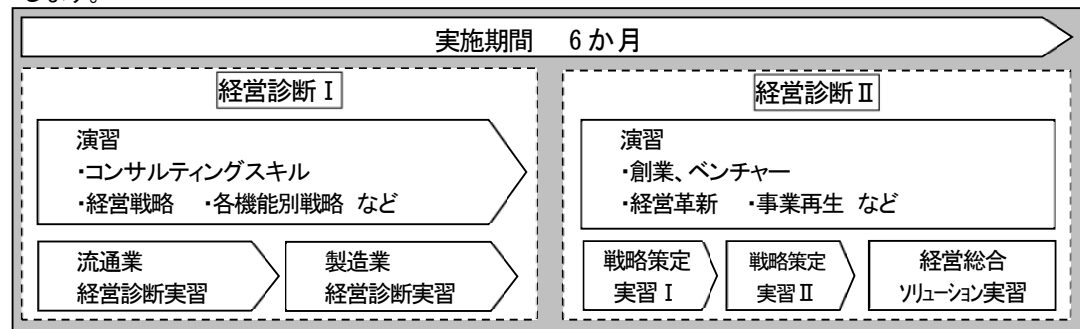 します。
実施期間 6か月
経営診断Ⅰ
演習
・コンサルティングスキル
・経営戦略 ・各機能別戦略 など
流通業
経営診断実習
製造業
経営診断実習
経営診断Ⅱ
演習
・創業、ベンチャー
・経営革新 ・事業再生 など
戦略策定
実習Ⅰ
戦略策定
実習Ⅱ
経営総合
ソリューション実習